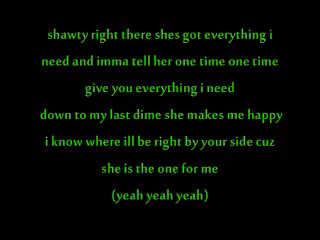 shawty right there shes got everything i
need and imma tell her one time one time
give you everything i need
down to my last dime she makes me happy
i know where ill be right by your side cuz
she is the one for me
(yeah yeah yeah)